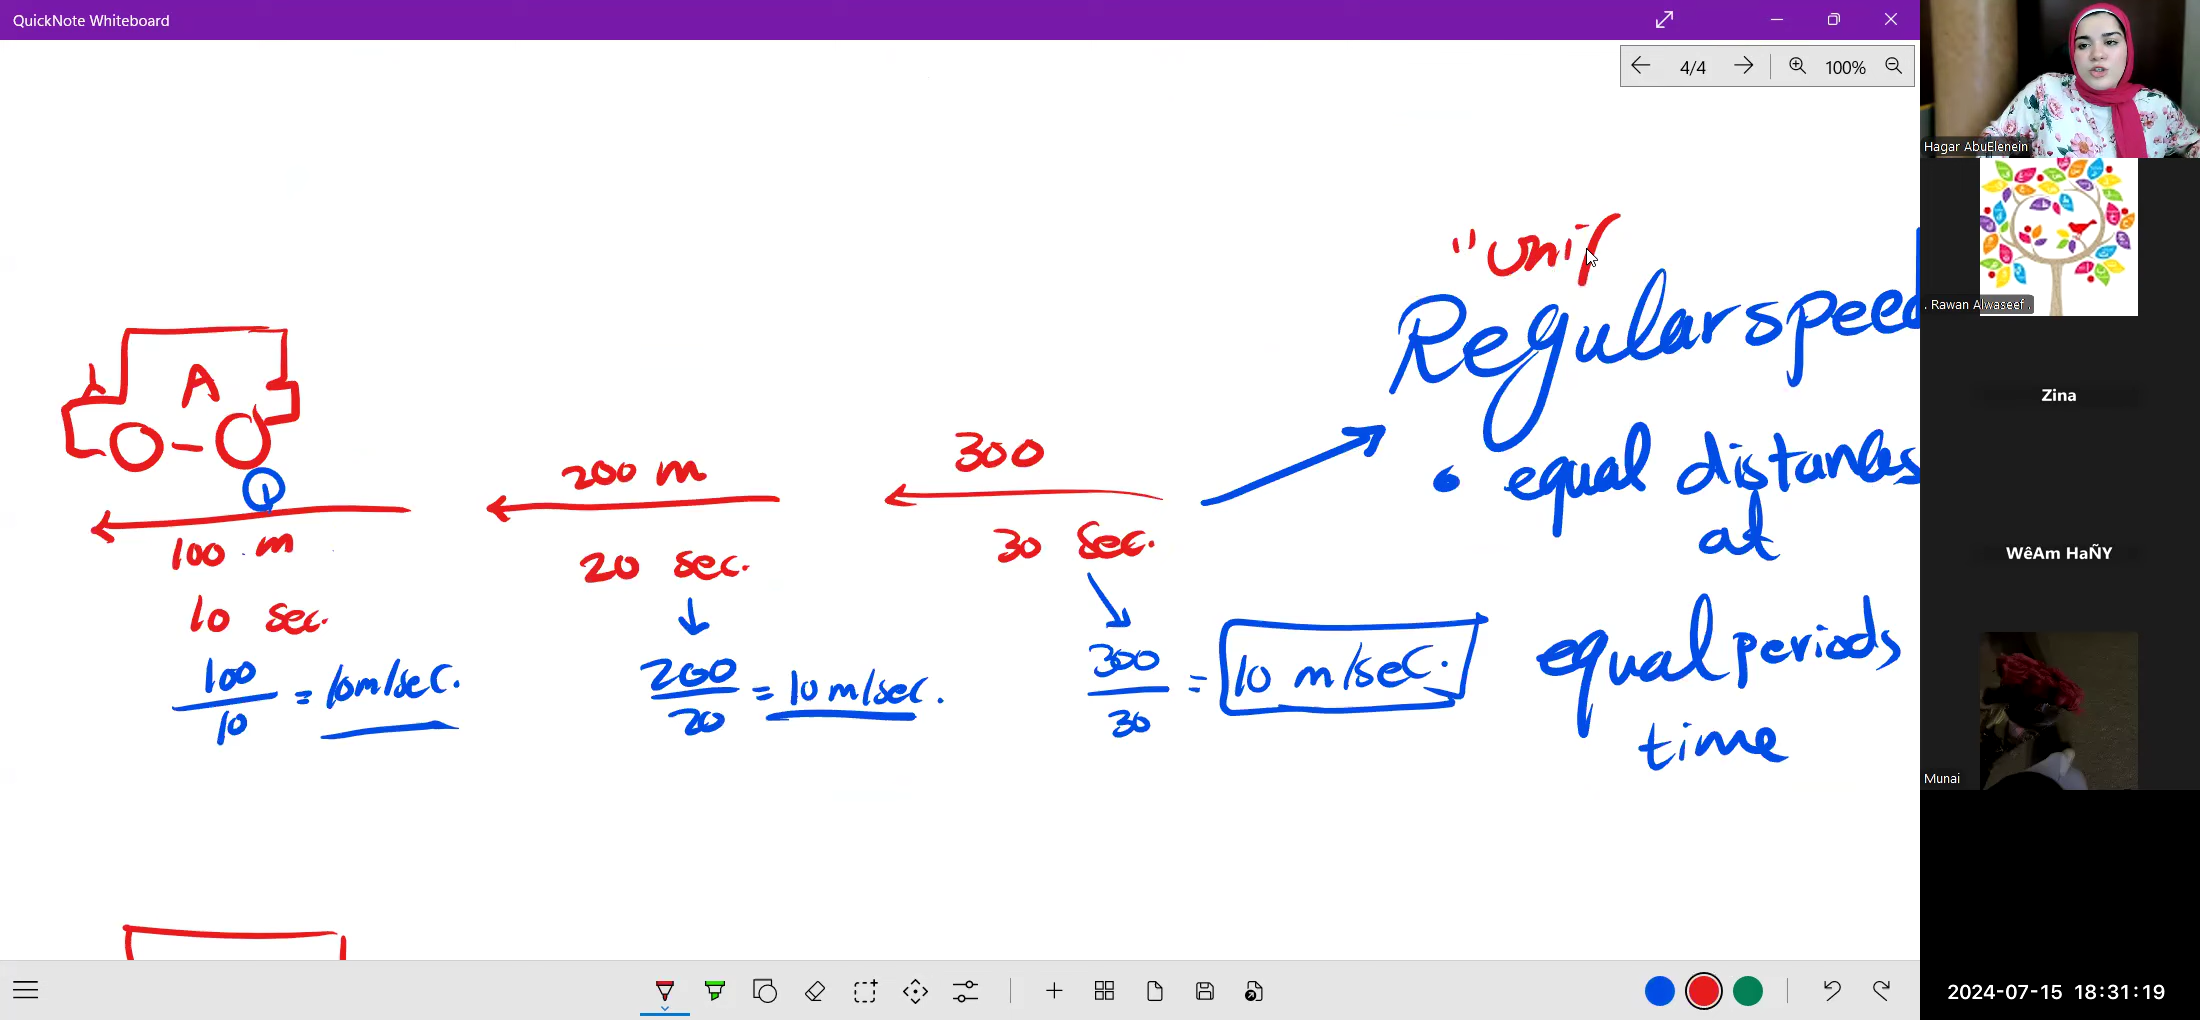 QuickNote Whiteboard
4/4
100%
Hagar AbuElenein
. Rawan Alwaseef .
Zina
WêAm HaÑY
Munai
2024-07-15 18:31:19
"unif
Regular speed
• equal distances
at
equal periods
time
A
1
100 m
10 sec.
100/10 = 10m/sec.
200 m
20 sec.
200/20 = 10 m/sec.
300
30 sec.
300/30 = 10 m/sec.